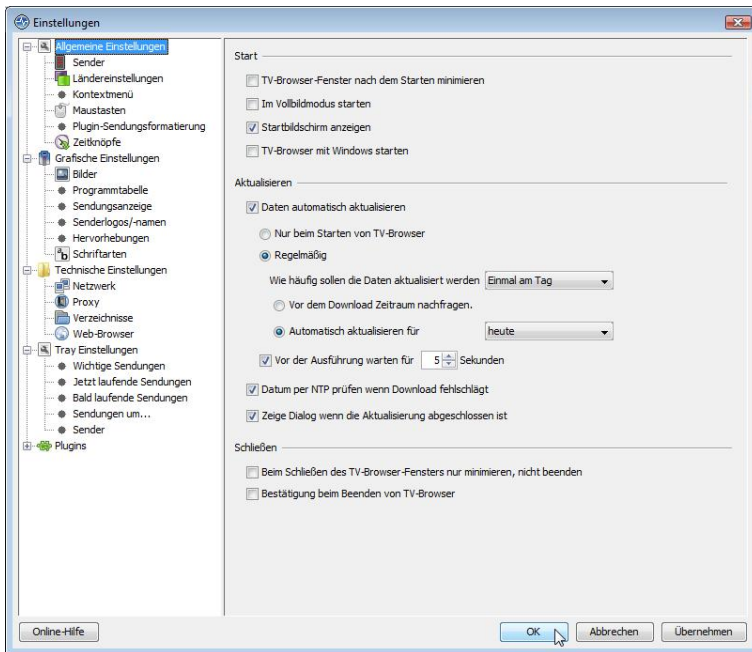 Einstellungen
Allgemeine Einstellungen
Sender
Ländereinstellungen
Kontextmenü
Maustasten
Plugin-Sendungsformatierung
Zeitknöpfe
Grafische Einstellungen
Bilder
Programmtabelle
Sendungsanzeige
Senderlogos/-namen
Hervorhebungen
Schriftarten
Technische Einstellungen
Netzwerk
Proxy
Verzeichnisse
Web-Browser
Tray Einstellungen
Wichtige Sendungen
Jetzt laufende Sendungen
Bald laufende Sendungen
Sendungen um...
Sender
Plugins
Start
TV-Browser-Fenster nach dem Starten minimieren
Im Vollbildmodus starten
Startbildschirm anzeigen
TV-Browser mit Windows starten
Aktualisieren
Daten automatisch aktualisieren
Nur beim Starten von TV-Browser
Regelmäßig
Wie häufig sollen die Daten aktualisiert werden Einmal am Tag
Vor dem Download Zeitraum nachfragen.
Automatisch aktualisieren für heute
Vor der Ausführung warten für 5 Sekunden
Datum per NTP prüfen wenn Download fehlschlägt
Zeige Dialog wenn die Aktualisierung abgeschlossen ist
Schließen
Beim Schließen des TV-Browser-Fensters nur minimieren, nicht beenden
Bestätigung beim Beenden von TV-Browser
Online-Hilfe OK Abbrechen Übernehmen